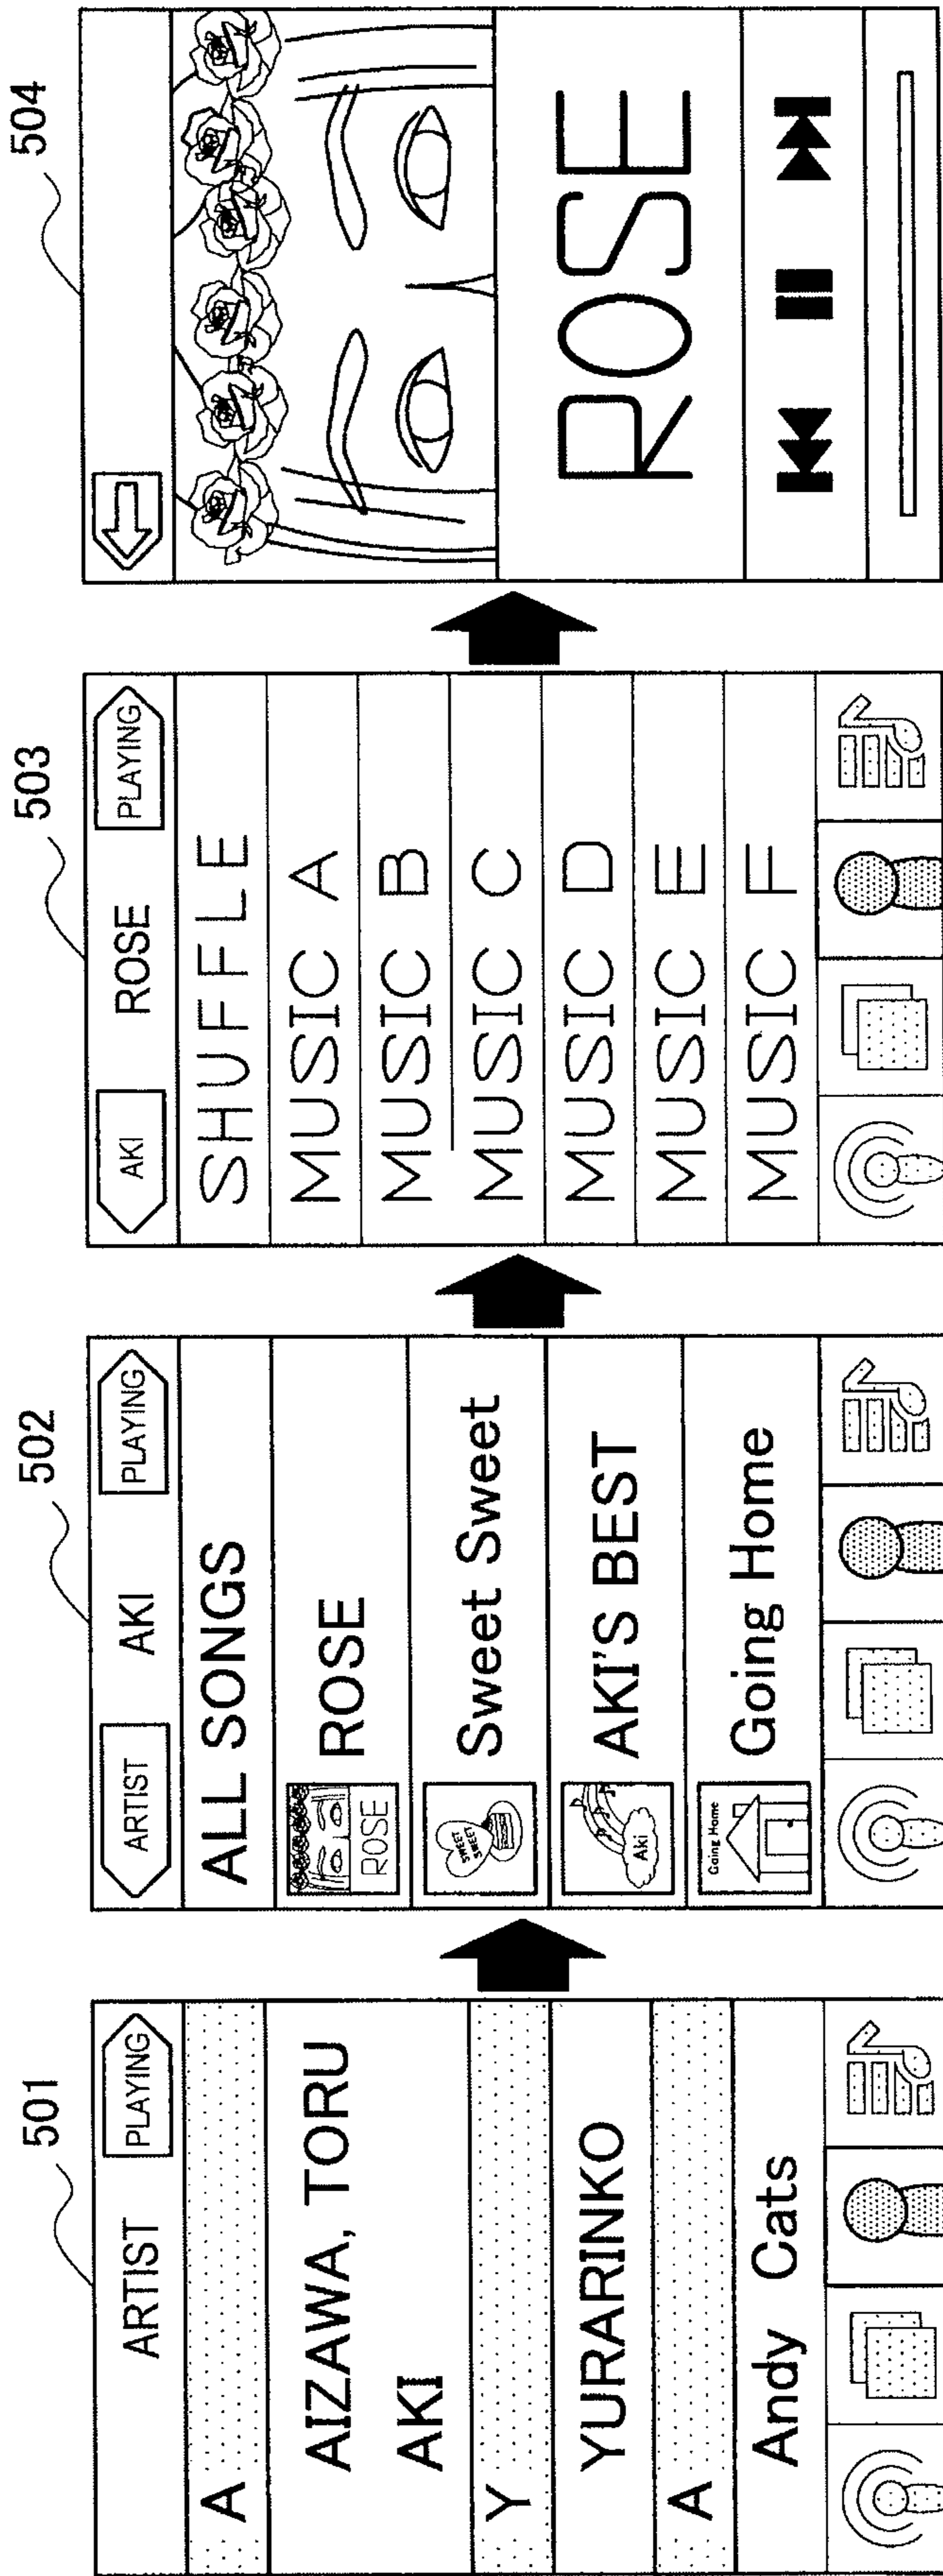 501
ARTIST
PLAYING
A
AIZAWA, TORU
AKI
Y
YURARINKO
A
Andy Cats
502
ARTIST
AKI
PLAYING
ALL SONGS
ROSE
ROSE
SWEET
SWEET
Sweet Sweet
Aki
AKI'S BEST
Going Home
Going Home
503
AKI
ROSE
PLAYING
SHUFFLE
MUSIC A
MUSIC B
MUSIC C
MUSIC D
MUSIC E
MUSIC F
504
ROSE